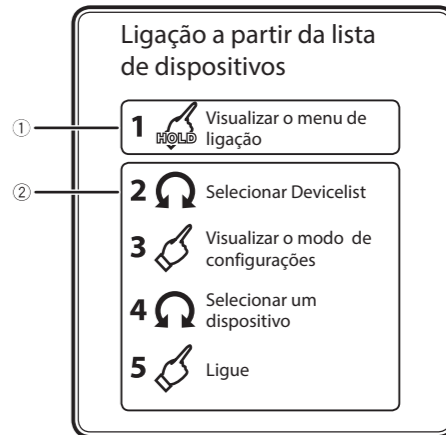 Ligação a partir da lista
de dispositivos
① 1 HOLD Visualizar o menu de
ligação
② 2 Selecionar Devicelist
3 Visualizar o modo de
configurações
4 Selecionar um
dispositivo
5 Ligue